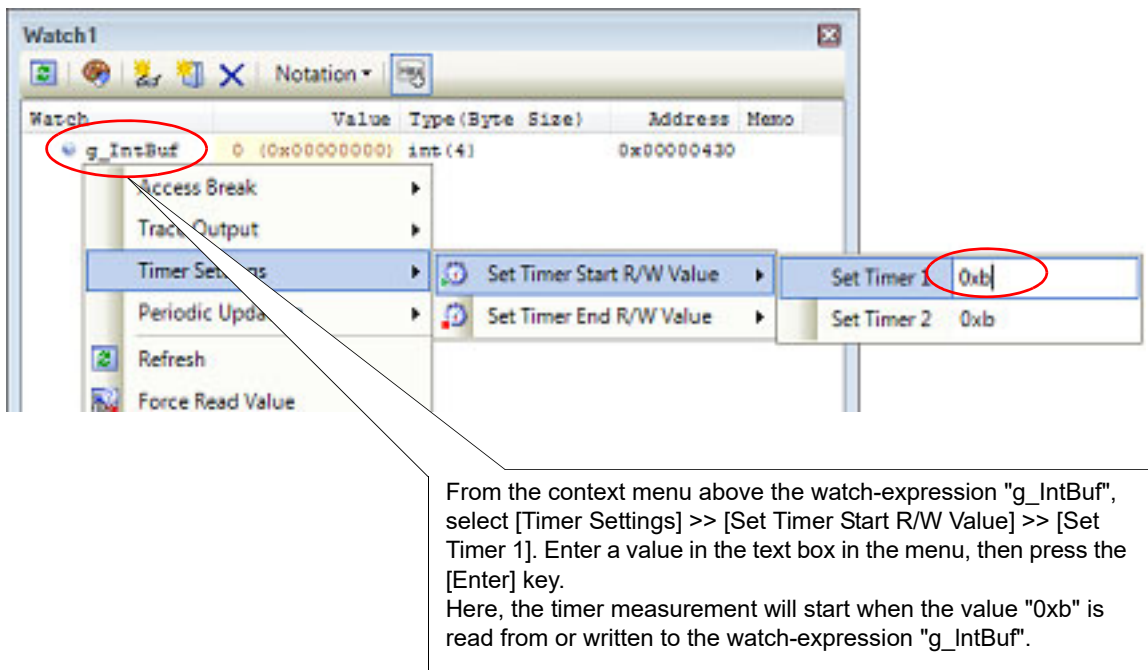 Watch1
Notation
Watch Value Type(Byte Size) Address Memo
g_IntBuf 0 (0x00000000) int(4) 0x00000430
Access Break
Trace Output
Timer Settings Set Timer Start R/W Value Set Timer 1 0xb
Periodic Set Timer End R/W Value Set Timer 2 0xb
Refresh
Force Read Value
From the context menu above the watch-expression "g_IntBuf",
select [Timer Settings] >> [Set Timer Start R/W Value] >> [Set
Timer 1]. Enter a value in the text box in the menu, then press the
[Enter] key.
Here, the timer measurement will start when the value "0xb" is
read from or written to the watch-expression "g_IntBuf".